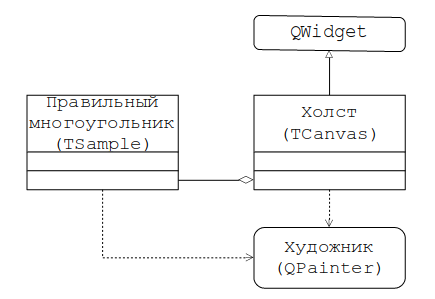 QWidget
Правильный
многоугольник
(TSample)
Холст
(TCanvas)
Художник
(QPainter)